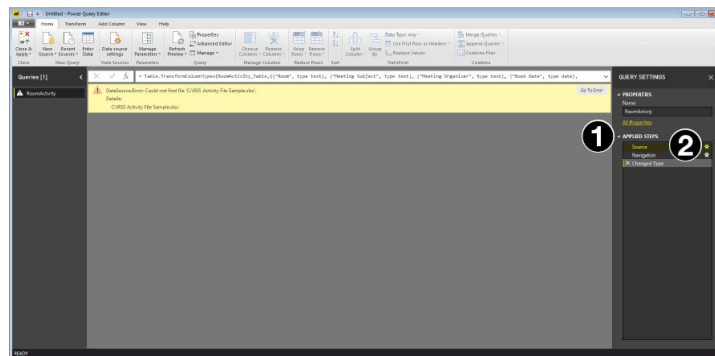 Untitled - Power Query Editor
File Home Transform Add Column View Help
Close & Apply
New Source
Recent Sources
Enter Data
Data source settings
Manage Parameters
Refresh Preview
Properties
Advanced Editor
Manage
Choose Columns
Remove Columns
Keep Rows
Remove Rows
Split Column
Group By
Data Type: Any
Use First Row as Headers
Replace Values
Merge Queries
Append Queries
Combine Files
Close
New Query
Data Sources
Parameters
Query
Manage Columns
Reduce Rows
Sort
Transform
Combine
Queries [1]
= Table.TransformColumnTypes(RoomActivity_Table,{{"Room", type text}, {"Meeting Subject", type text}, {"Meeting Organizer", type text}, {"Book Date", type date},
QUERY SETTINGS
RoomActivity
DataSource.Error: Could not find file 'C:\RSS Activity File Sample.xlsx'.
Go To Error
Details:
C:\RSS Activity File Sample.xlsx
PROPERTIES
Name
RoomActivity
All Properties
1
APPLIED STEPS
2
Source
Navigation
Changed Type
READY